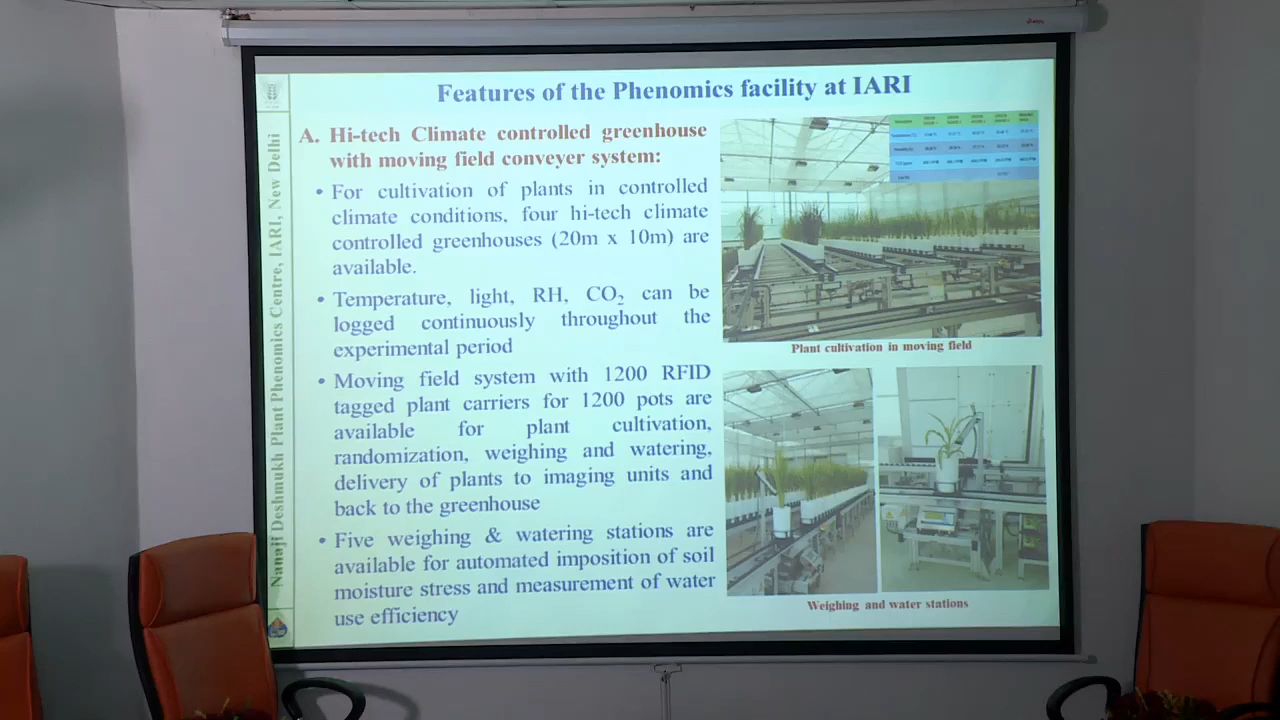 Features of the Phenomics facility at IARI
Nanaji Deshmukh Plant Phenomics Centre, IARI, New Delhi
A. Hi-tech Climate controlled greenhouse
with moving field conveyer system:
• For cultivation of plants in controlled
climate conditions, four hi-tech climate
controlled greenhouses (20m x 10m) are
available.
• Temperature, light, RH, CO₂ can be
logged continuously throughout the
experimental period
• Moving field system with 1200 RFID
tagged plant carriers for 1200 pots are
available for plant cultivation,
randomization, weighing and watering,
delivery of plants to imaging units and
back to the greenhouse
• Five weighing & watering stations are
available for automated imposition of soil
moisture stress and measurement of water
use efficiency
Plant cultivation in moving field
Weighing and water stations